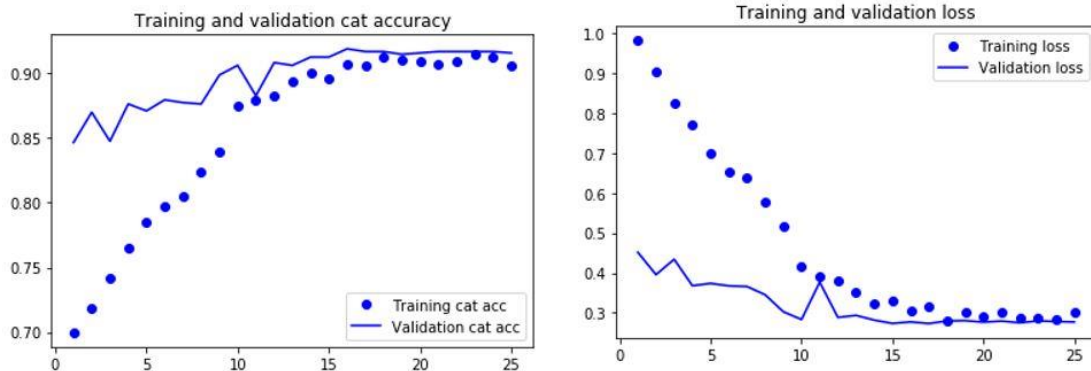 Training and validation cat accuracy
0.90
0.85
0.80
0.75
0.70
Training cat acc
Validation cat acc
0 5 10 15 20 25
Training and validation loss
1.0
0.9
0.8
0.7
0.6
0.5
0.4
0.3
Training loss
Validation loss
0 5 10 15 20 25